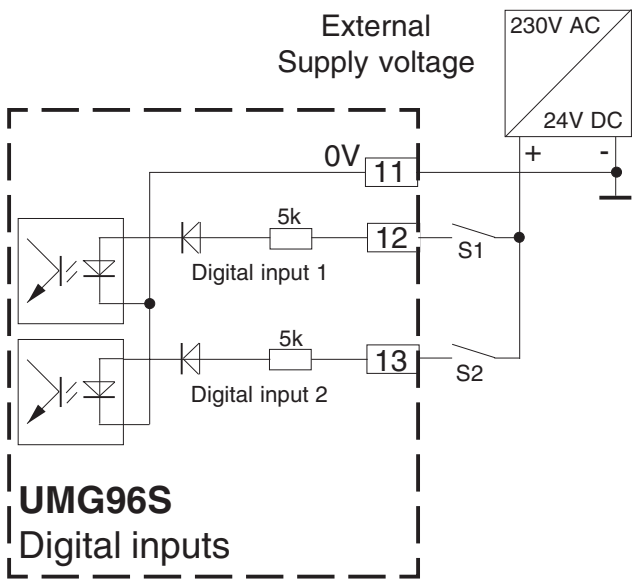 External
Supply voltage
230V AC
24V DC
+ -
0V 11
5k
12
S1
Digital input 1
5k
13
S2
Digital input 2
UMG96S
Digital inputs